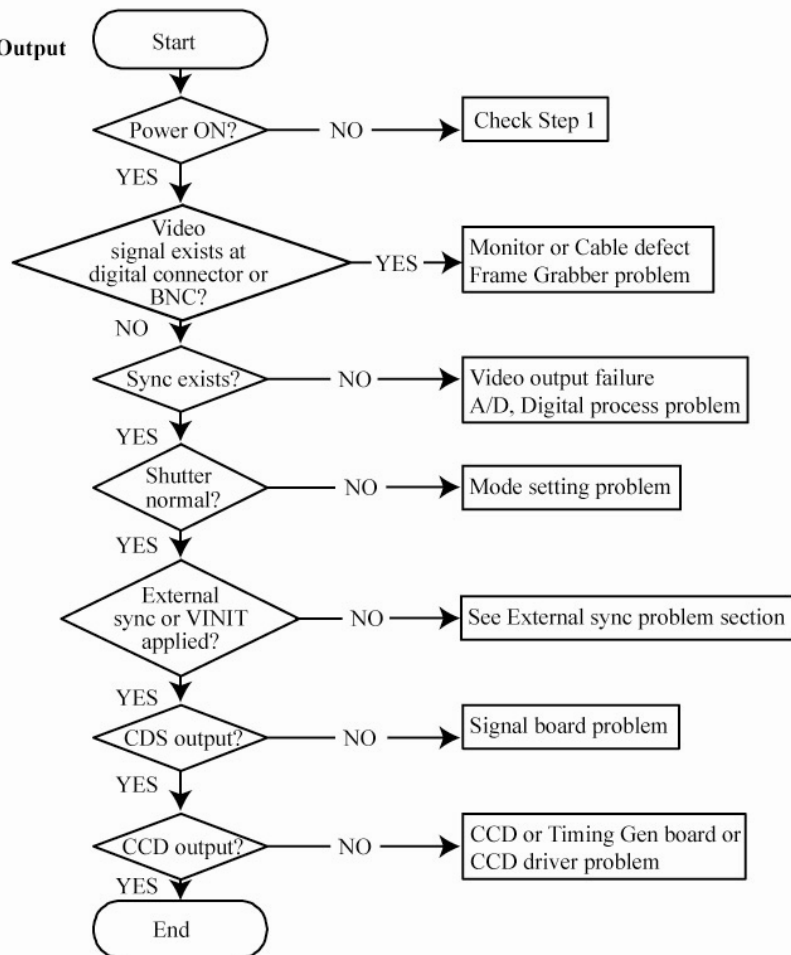 Output
Start
Power ON?
NO
Check Step 1
YES
Video
signal exists at
digital connector or
BNC?
YES
Monitor or Cable defect
Frame Grabber problem
NO
Sync exists?
NO
Video output failure
A/D, Digital process problem
YES
Shutter
normal?
NO
Mode setting problem
YES
External
sync or VINIT
applied?
NO
See External sync problem section
YES
CDS output?
NO
Signal board problem
YES
CCD output?
NO
CCD or Timing Gen board or
CCD driver problem
YES
End